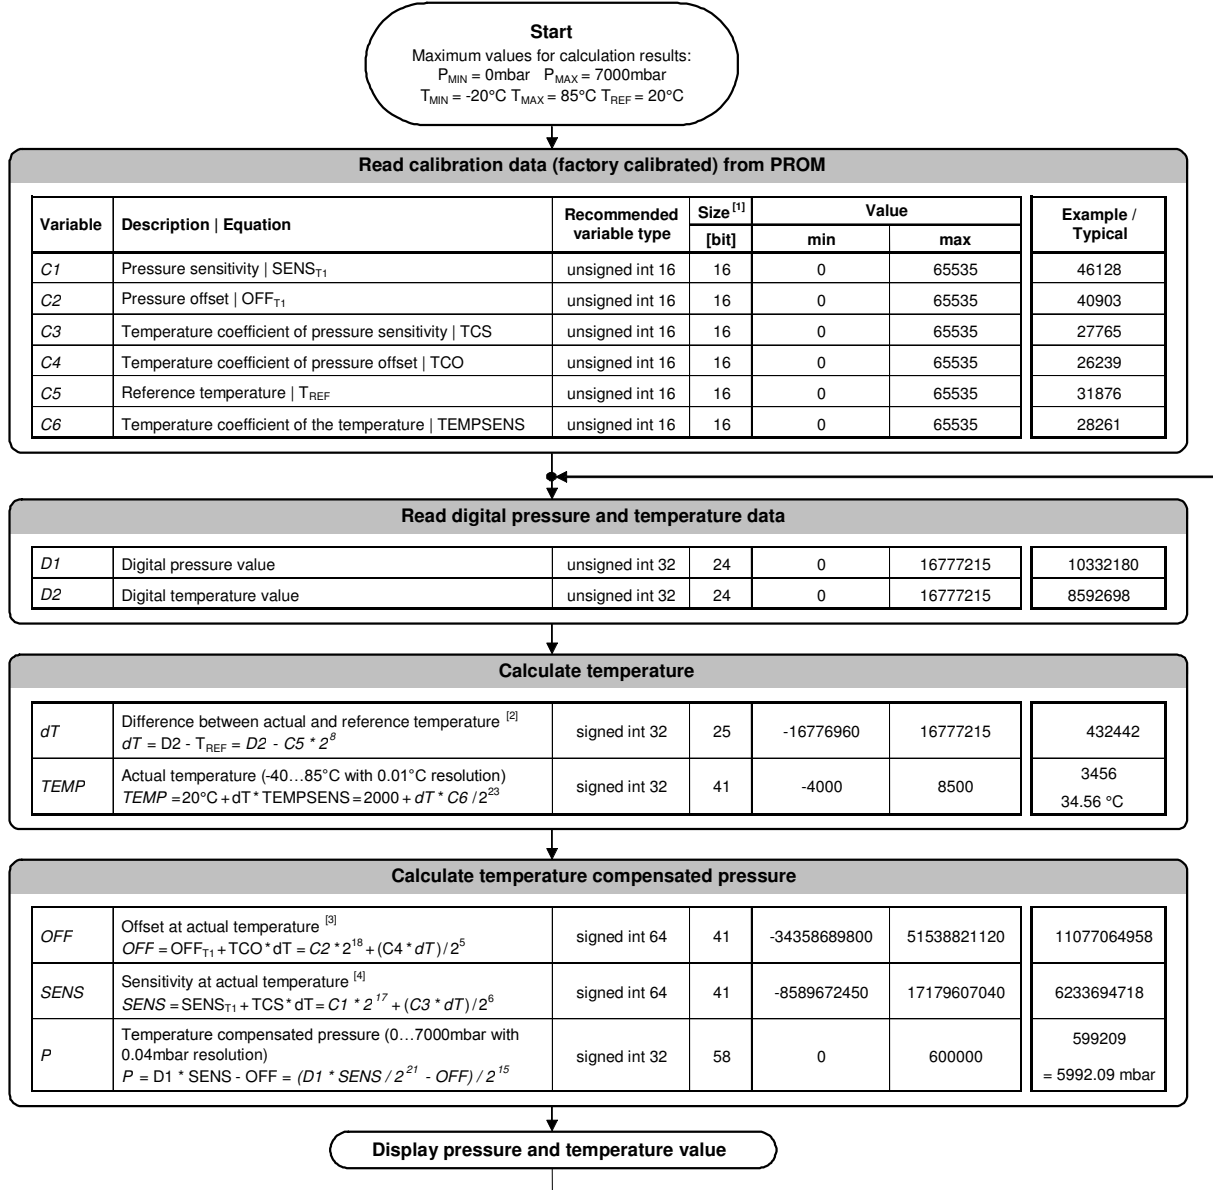 Start
Maximum values for calculation results:
P_MIN = 0mbar P_MAX = 7000mbar
T_MIN = -20°C T_MAX = 85°C T_REF = 20°C
Read calibration data (factory calibrated) from PROM
Variable Description | Equation Recommended variable type Size [1] [bit] Value min max Example / Typical
C1 Pressure sensitivity | SENS_T1 unsigned int 16 16 0 65535 46128
C2 Pressure offset | OFF_T1 unsigned int 16 16 0 65535 40903
C3 Temperature coefficient of pressure sensitivity | TCS unsigned int 16 16 0 65535 27765
C4 Temperature coefficient of pressure offset | TCO unsigned int 16 16 0 65535 26239
C5 Reference temperature | T_REF unsigned int 16 16 0 65535 31876
C6 Temperature coefficient of the temperature | TEMPSENS unsigned int 16 16 0 65535 28261
Read digital pressure and temperature data
D1 Digital pressure value unsigned int 32 24 0 16777215 10332180
D2 Digital temperature value unsigned int 32 24 0 16777215 8592698
Calculate temperature
Difference between actual and reference temperature [2]
dT signed int 32 25 -16776960 16777215 432442
dT = D2 - T_REF = D2 - C5 * 2^8
Actual temperature (-40…85°C with 0.01°C resolution) 3456
TEMP signed int 32 41 -4000 8500
TEMP = 20°C + dT * TEMPSENS = 2000 + dT * C6 / 2^23 34.56 °C
Calculate temperature compensated pressure
Offset at actual temperature [3]
OFF signed int 64 41 -34358689800 51538821120 11077064958
OFF = OFF_T1 + TCO * dT = C2 * 2^18 + (C4 * dT) / 2^5
Sensitivity at actual temperature [4]
SENS signed int 64 41 -8589672450 17179607040 6233694718
SENS = SENS_T1 + TCS * dT = C1 * 2^17 + (C3 * dT) / 2^6
Temperature compensated pressure (0…7000mbar with 599209
P 0.04mbar resolution) signed int 32 58 0 600000
P = D1 * SENS - OFF = (D1 * SENS / 2^21 - OFF) / 2^15 = 5992.09 mbar
Display pressure and temperature value